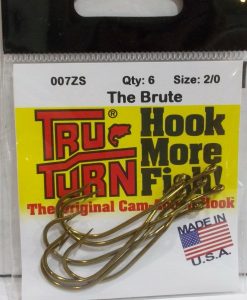 007ZS Qty: 6 Size: 2/0
The Brute
TRU TURN
®
Hook
More
Fish!
The Original Cam-Action Hook
MADE IN
U.S.A.